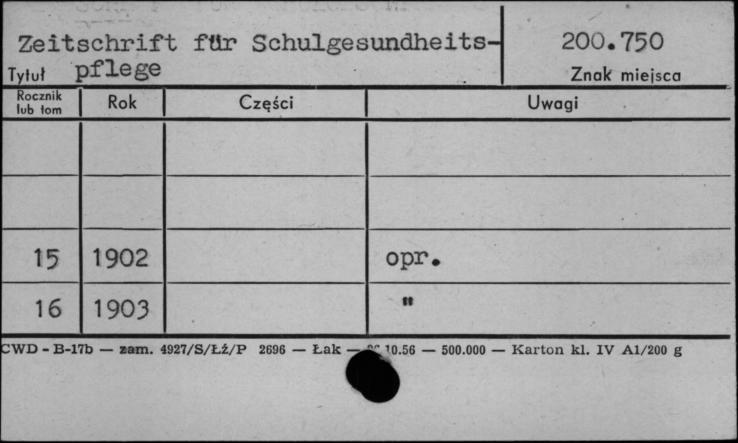 Zeitschrift für Schulgesundheits- 200.750
Tytuł pflege Znak miejsca
Rocznik lub tom Rok Części Uwagi
15 1902 opr.
16 1903 "
CWD - B-17b — zam. 4927/S/ŁŻ/P 2696 — Łak — 10.56 — 500.000 — Karton kl. IV A1/200 g